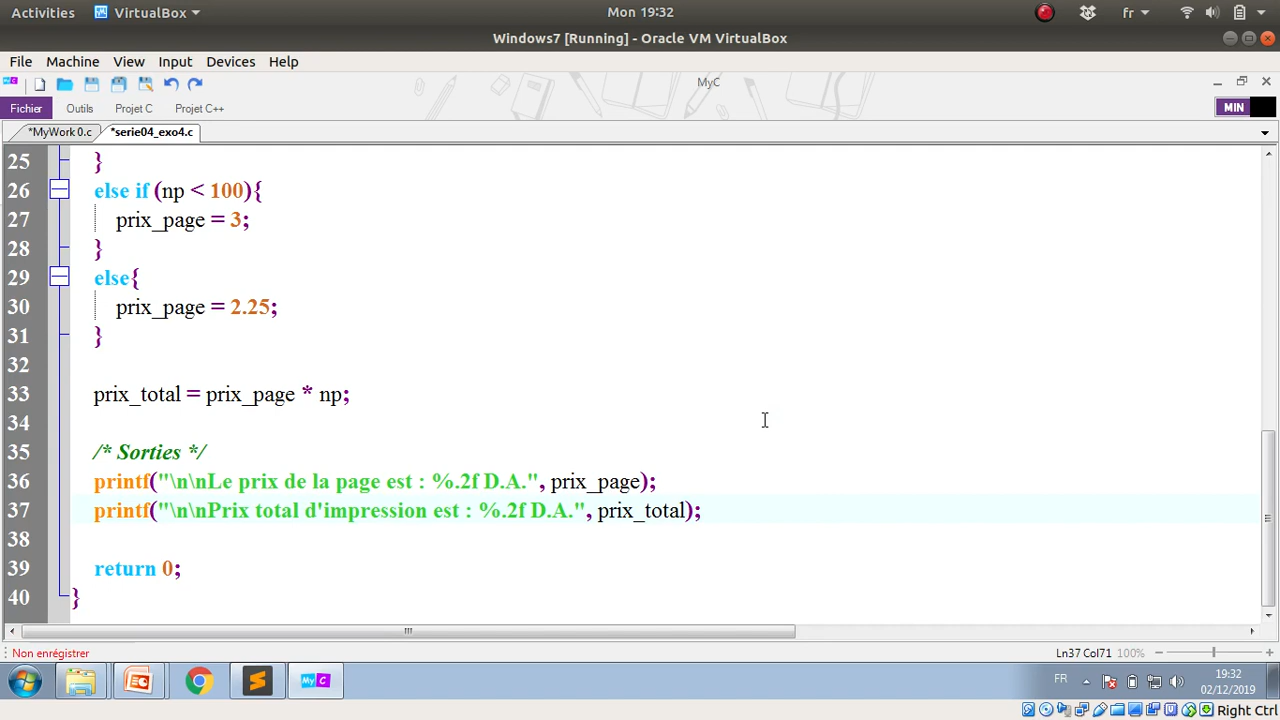 Activities VirtualBox Mon 19:32 fr
Windows7 [Running] - Oracle VM VirtualBox
File Machine View Input Devices Help
MyC
Fichier Outils Projet C Projet C++ MIN
*MyWork 0.c *serie04_exo4.c
25 }
26 else if (np < 100){
27 prix_page = 3;
28 }
29 else{
30 prix_page = 2.25;
31 }
32
33 prix_total = prix_page * np;
34
35 /* Sorties */
36 printf("\n\nLe prix de la page est : %.2f D.A.", prix_page);
37 printf("\n\nPrix total d'impression est : %.2f D.A.", prix_total);
38
39 return 0;
40 }
Non enrégistrer Ln37 Col71 100%
FR 19:32
02/12/2019
Right Ctrl